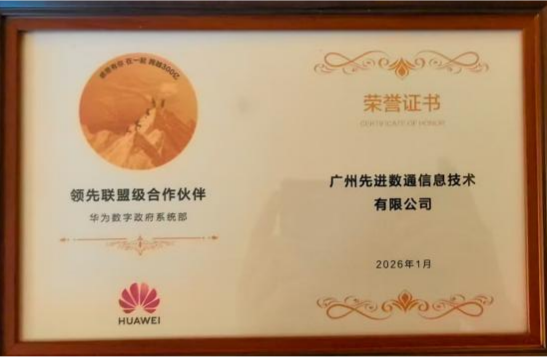 领先联盟级合作伙伴
华为数字政府系统部
HUAWEI
荣誉证书
CERTIFICATE OF HONOR
广州先进数通信息技术
有限公司
2026年1月